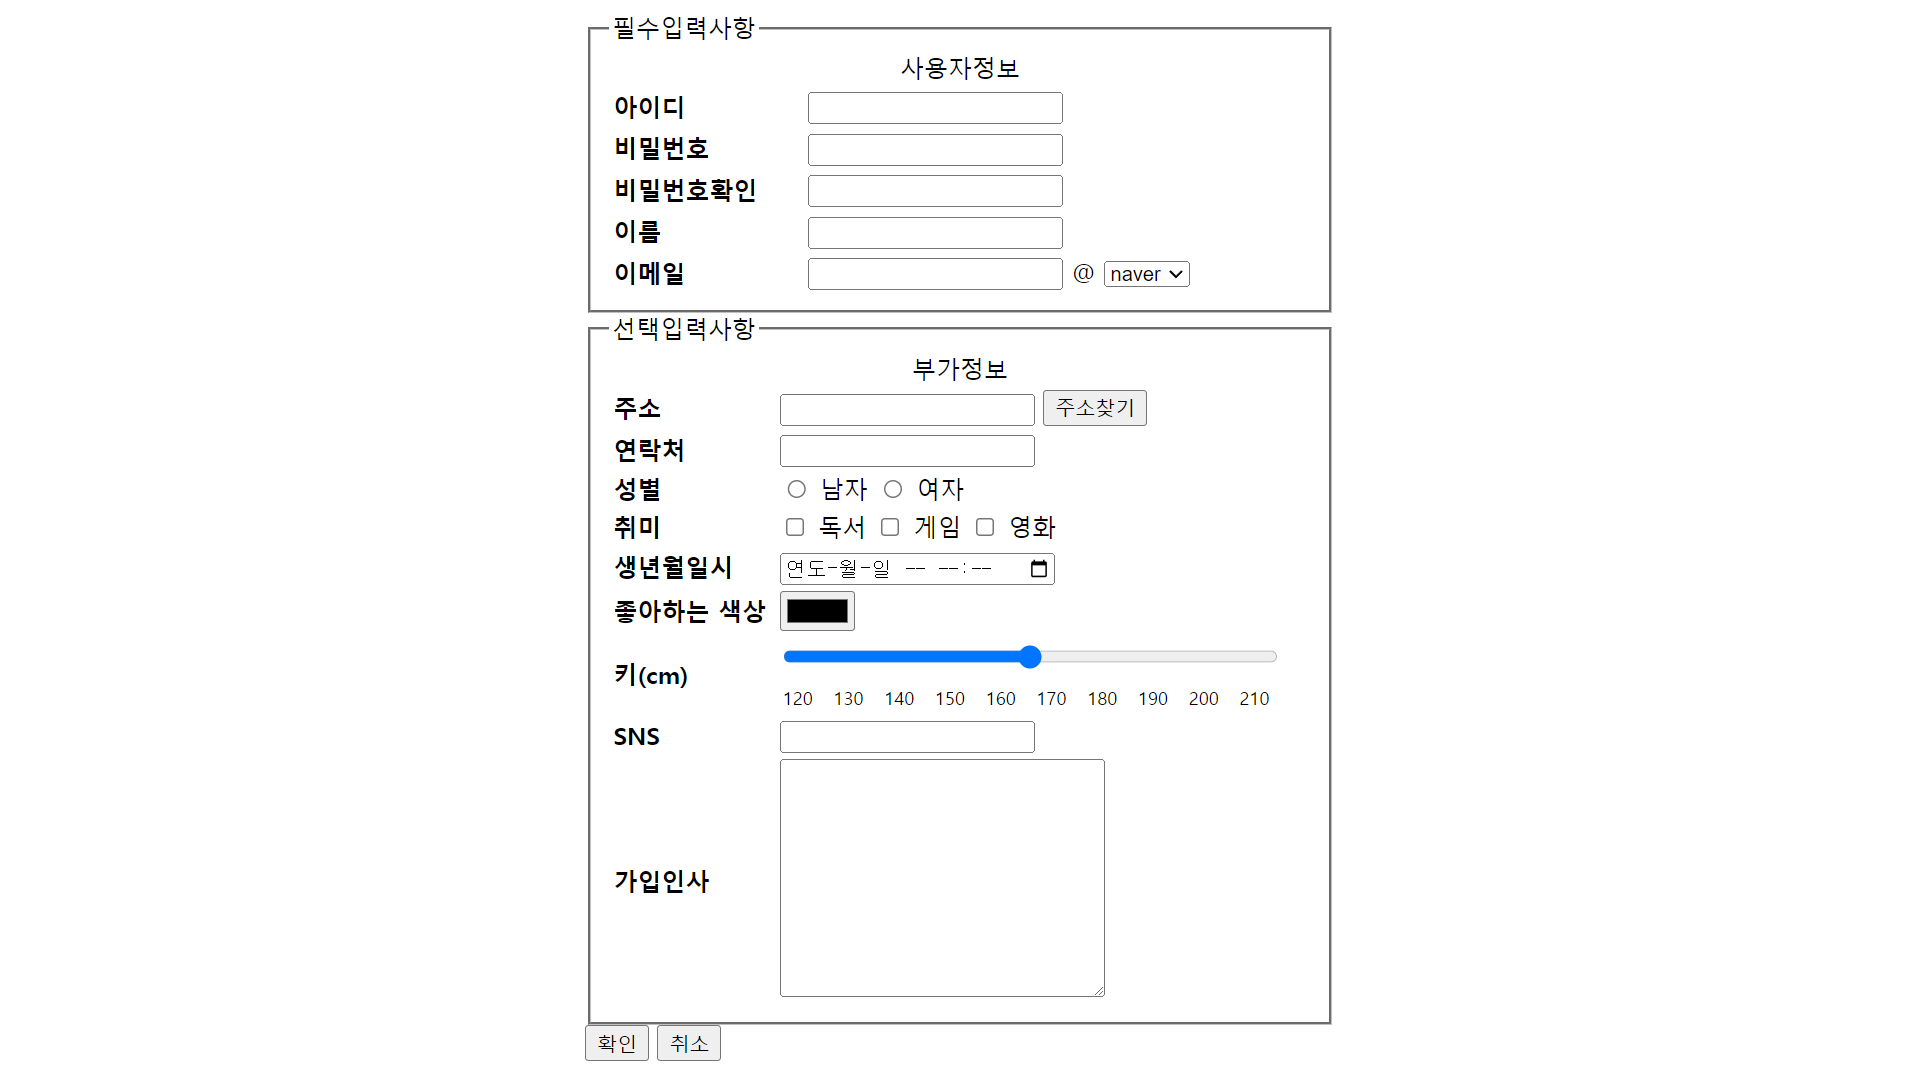 필수입력사항
사용자정보
아이디
비밀번호
비밀번호확인
이름
이메일 @ naver
선택입력사항
부가정보
주소 주소찾기
연락처
성별 남자 여자
취미 독서 게임 영화
생년월일시 연도-월-일 -- --:--
좋아하는 색상
키(cm)
120 130 140 150 160 170 180 190 200 210
SNS
가입인사
확인 취소